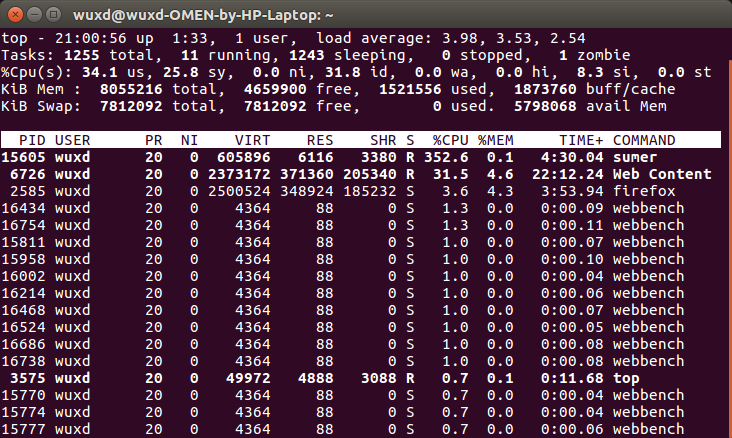 wuxd@wuxd-OMEN-by-HP-Laptop: ~
top - 21:00:56 up  1:33,  1 user,  load average: 3.98, 3.53, 2.54
Tasks: 1255 total,  11 running, 1243 sleeping,   0 stopped,   1 zombie
%Cpu(s): 34.1 us, 25.8 sy,  0.0 ni, 31.8 id,  0.0 wa,  0.0 hi,  8.3 si,  0.0 st
KiB Mem :  8055216 total,  4659900 free,  1521556 used,  1873760 buff/cache
KiB Swap:  7812092 total,  7812092 free,        0 used.  5798068 avail Mem
  PID USER      PR  NI    VIRT    RES    SHR S  %CPU %MEM     TIME+ COMMAND
15605 wuxd      20   0  605896   6116   3380 R 352.6  0.1   4:30.04 sumer
 6726 wuxd      20   0 2373172 371360 205340 R  31.5  4.6  22:12.24 Web Content
 2585 wuxd      20   0 2500524 348924 185232 S   3.6  4.3   3:53.94 firefox
16434 wuxd      20   0    4364     88      0 S   1.3  0.0   0:00.09 webbench
16754 wuxd      20   0    4364     88      0 S   1.3  0.0   0:00.11 webbench
15811 wuxd      20   0    4364     88      0 S   1.0  0.0   0:00.07 webbench
15958 wuxd      20   0    4364     88      0 S   1.0  0.0   0:00.10 webbench
16002 wuxd      20   0    4364     88      0 S   1.0  0.0   0:00.04 webbench
16214 wuxd      20   0    4364     88      0 S   1.0  0.0   0:00.06 webbench
16468 wuxd      20   0    4364     88      0 S   1.0  0.0   0:00.07 webbench
16524 wuxd      20   0    4364     88      0 S   1.0  0.0   0:00.05 webbench
16686 wuxd      20   0    4364     88      0 S   1.0  0.0   0:00.08 webbench
16738 wuxd      20   0    4364     88      0 S   1.0  0.0   0:00.08 webbench
 3575 wuxd      20   0   49972   4888   3088 R   0.7  0.1   0:11.68 top
15770 wuxd      20   0    4364     88      0 S   0.7  0.0   0:00.04 webbench
15774 wuxd      20   0    4364     88      0 S   0.7  0.0   0:00.04 webbench
15777 wuxd      20   0    4364     88      0 S   0.7  0.0   0:00.06 webbench